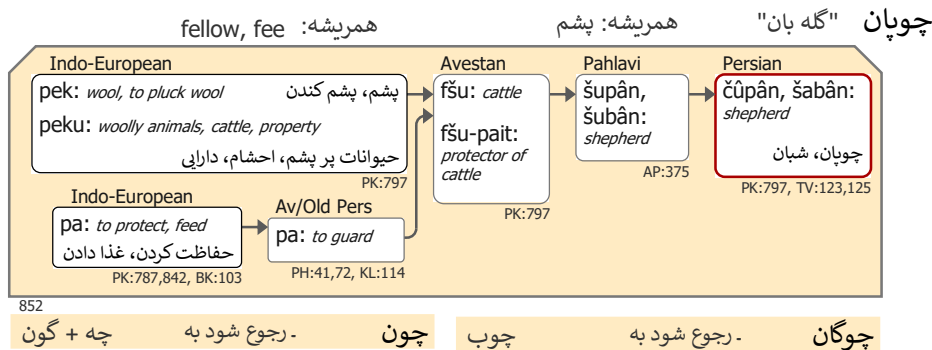 چوپان "گله بان" همریشه: پشم همریشه: fellow, fee
Indo-European
pek: wool, to pluck wool پشم، پشم کندن
peku: woolly animals, cattle, property
حیوانات پر پشم، احشام، دارایی
PK:797
Indo-European
pa: to protect, feed
حفاظت کردن، غذا دادن
PK:787,842, BK:103
Av/Old Pers
pa: to guard
PH:41,72, KL:114
Avestan
fšu: cattle
fšu-pait:
protector of
cattle
PK:797
Pahlavi
šupân,
šubân:
shepherd
AP:375
Persian
čûpân, šabân:
shepherd
چوپان، شبان
PK:797, TV:123,125
852
چوگان ـ رجوع شود به چوب
چون ـ رجوع شود به چه + گون